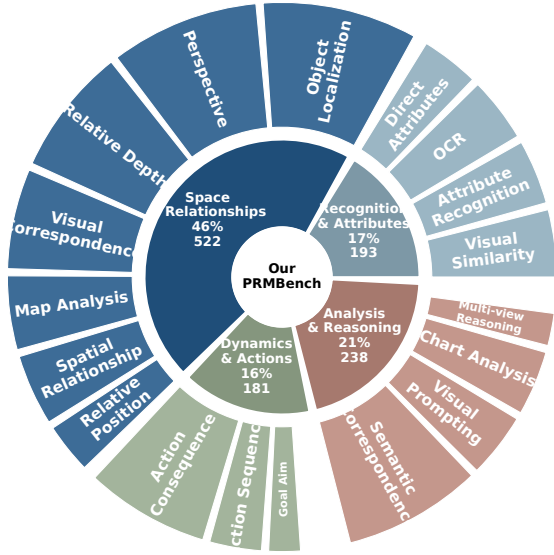 Our
PRMBench
Space
Relationships
46%
522
Recognition
& Attributes
17%
193
Analysis
& Reasoning
21%
238
Dynamics
& Actions
16%
181
Object
Localization
Perspective
Relative Depth
Visual
Correspondence
Map Analysis
Spatial
Relationship
Relative
Position
Action
Consequence
Action Sequence
Goal Aim
Semantic
Correspondence
Visual
Prompting
Chart Analysis
Multi-view
Reasoning
Visual
Similarity
Attribute
Recognition
OCR
Direct
Attributes